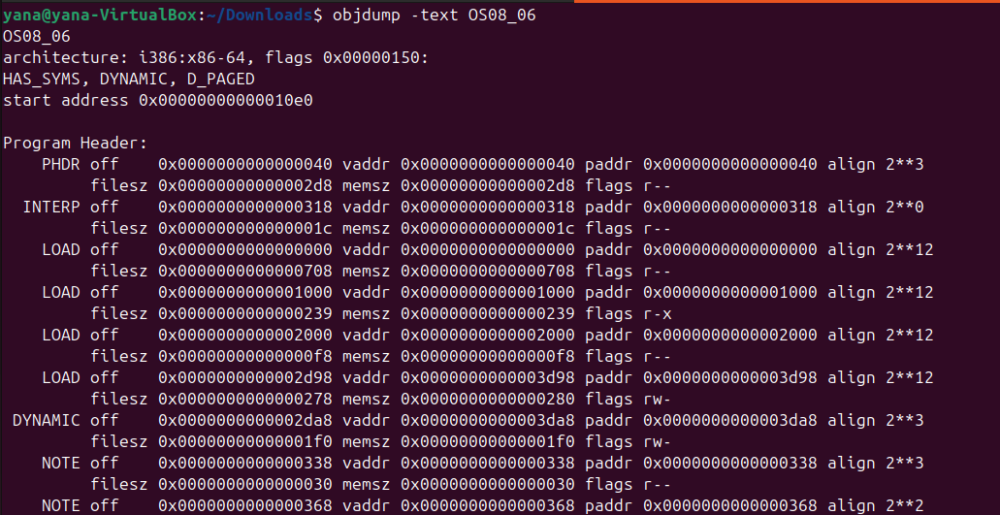 yana@yana-VirtualBox:~/Downloads$ objdump -text OS08_06
OS08_06
architecture: i386:x86-64, flags 0x00000150:
HAS_SYMS, DYNAMIC, D_PAGED
start address 0x00000000000010e0

Program Header:
    PHDR off    0x0000000000000040 vaddr 0x0000000000000040 paddr 0x0000000000000040 align 2**3
         filesz 0x00000000000002d8 memsz 0x00000000000002d8 flags r--
  INTERP off    0x0000000000000318 vaddr 0x0000000000000318 paddr 0x0000000000000318 align 2**0
         filesz 0x000000000000001c memsz 0x000000000000001c flags r--
    LOAD off    0x0000000000000000 vaddr 0x0000000000000000 paddr 0x0000000000000000 align 2**12
         filesz 0x0000000000000708 memsz 0x0000000000000708 flags r--
    LOAD off    0x0000000000001000 vaddr 0x0000000000001000 paddr 0x0000000000001000 align 2**12
         filesz 0x0000000000000239 memsz 0x0000000000000239 flags r-x
    LOAD off    0x0000000000002000 vaddr 0x0000000000002000 paddr 0x0000000000002000 align 2**12
         filesz 0x00000000000000f8 memsz 0x00000000000000f8 flags r--
    LOAD off    0x0000000000002d98 vaddr 0x0000000000003d98 paddr 0x0000000000003d98 align 2**12
         filesz 0x0000000000000278 memsz 0x0000000000000280 flags rw-
 DYNAMIC off    0x0000000000002da8 vaddr 0x0000000000003da8 paddr 0x0000000000003da8 align 2**3
         filesz 0x00000000000001f0 memsz 0x00000000000001f0 flags rw-
    NOTE off    0x0000000000000338 vaddr 0x0000000000000338 paddr 0x0000000000000338 align 2**3
         filesz 0x0000000000000030 memsz 0x0000000000000030 flags r--
    NOTE off    0x0000000000000368 vaddr 0x0000000000000368 paddr 0x0000000000000368 align 2**2